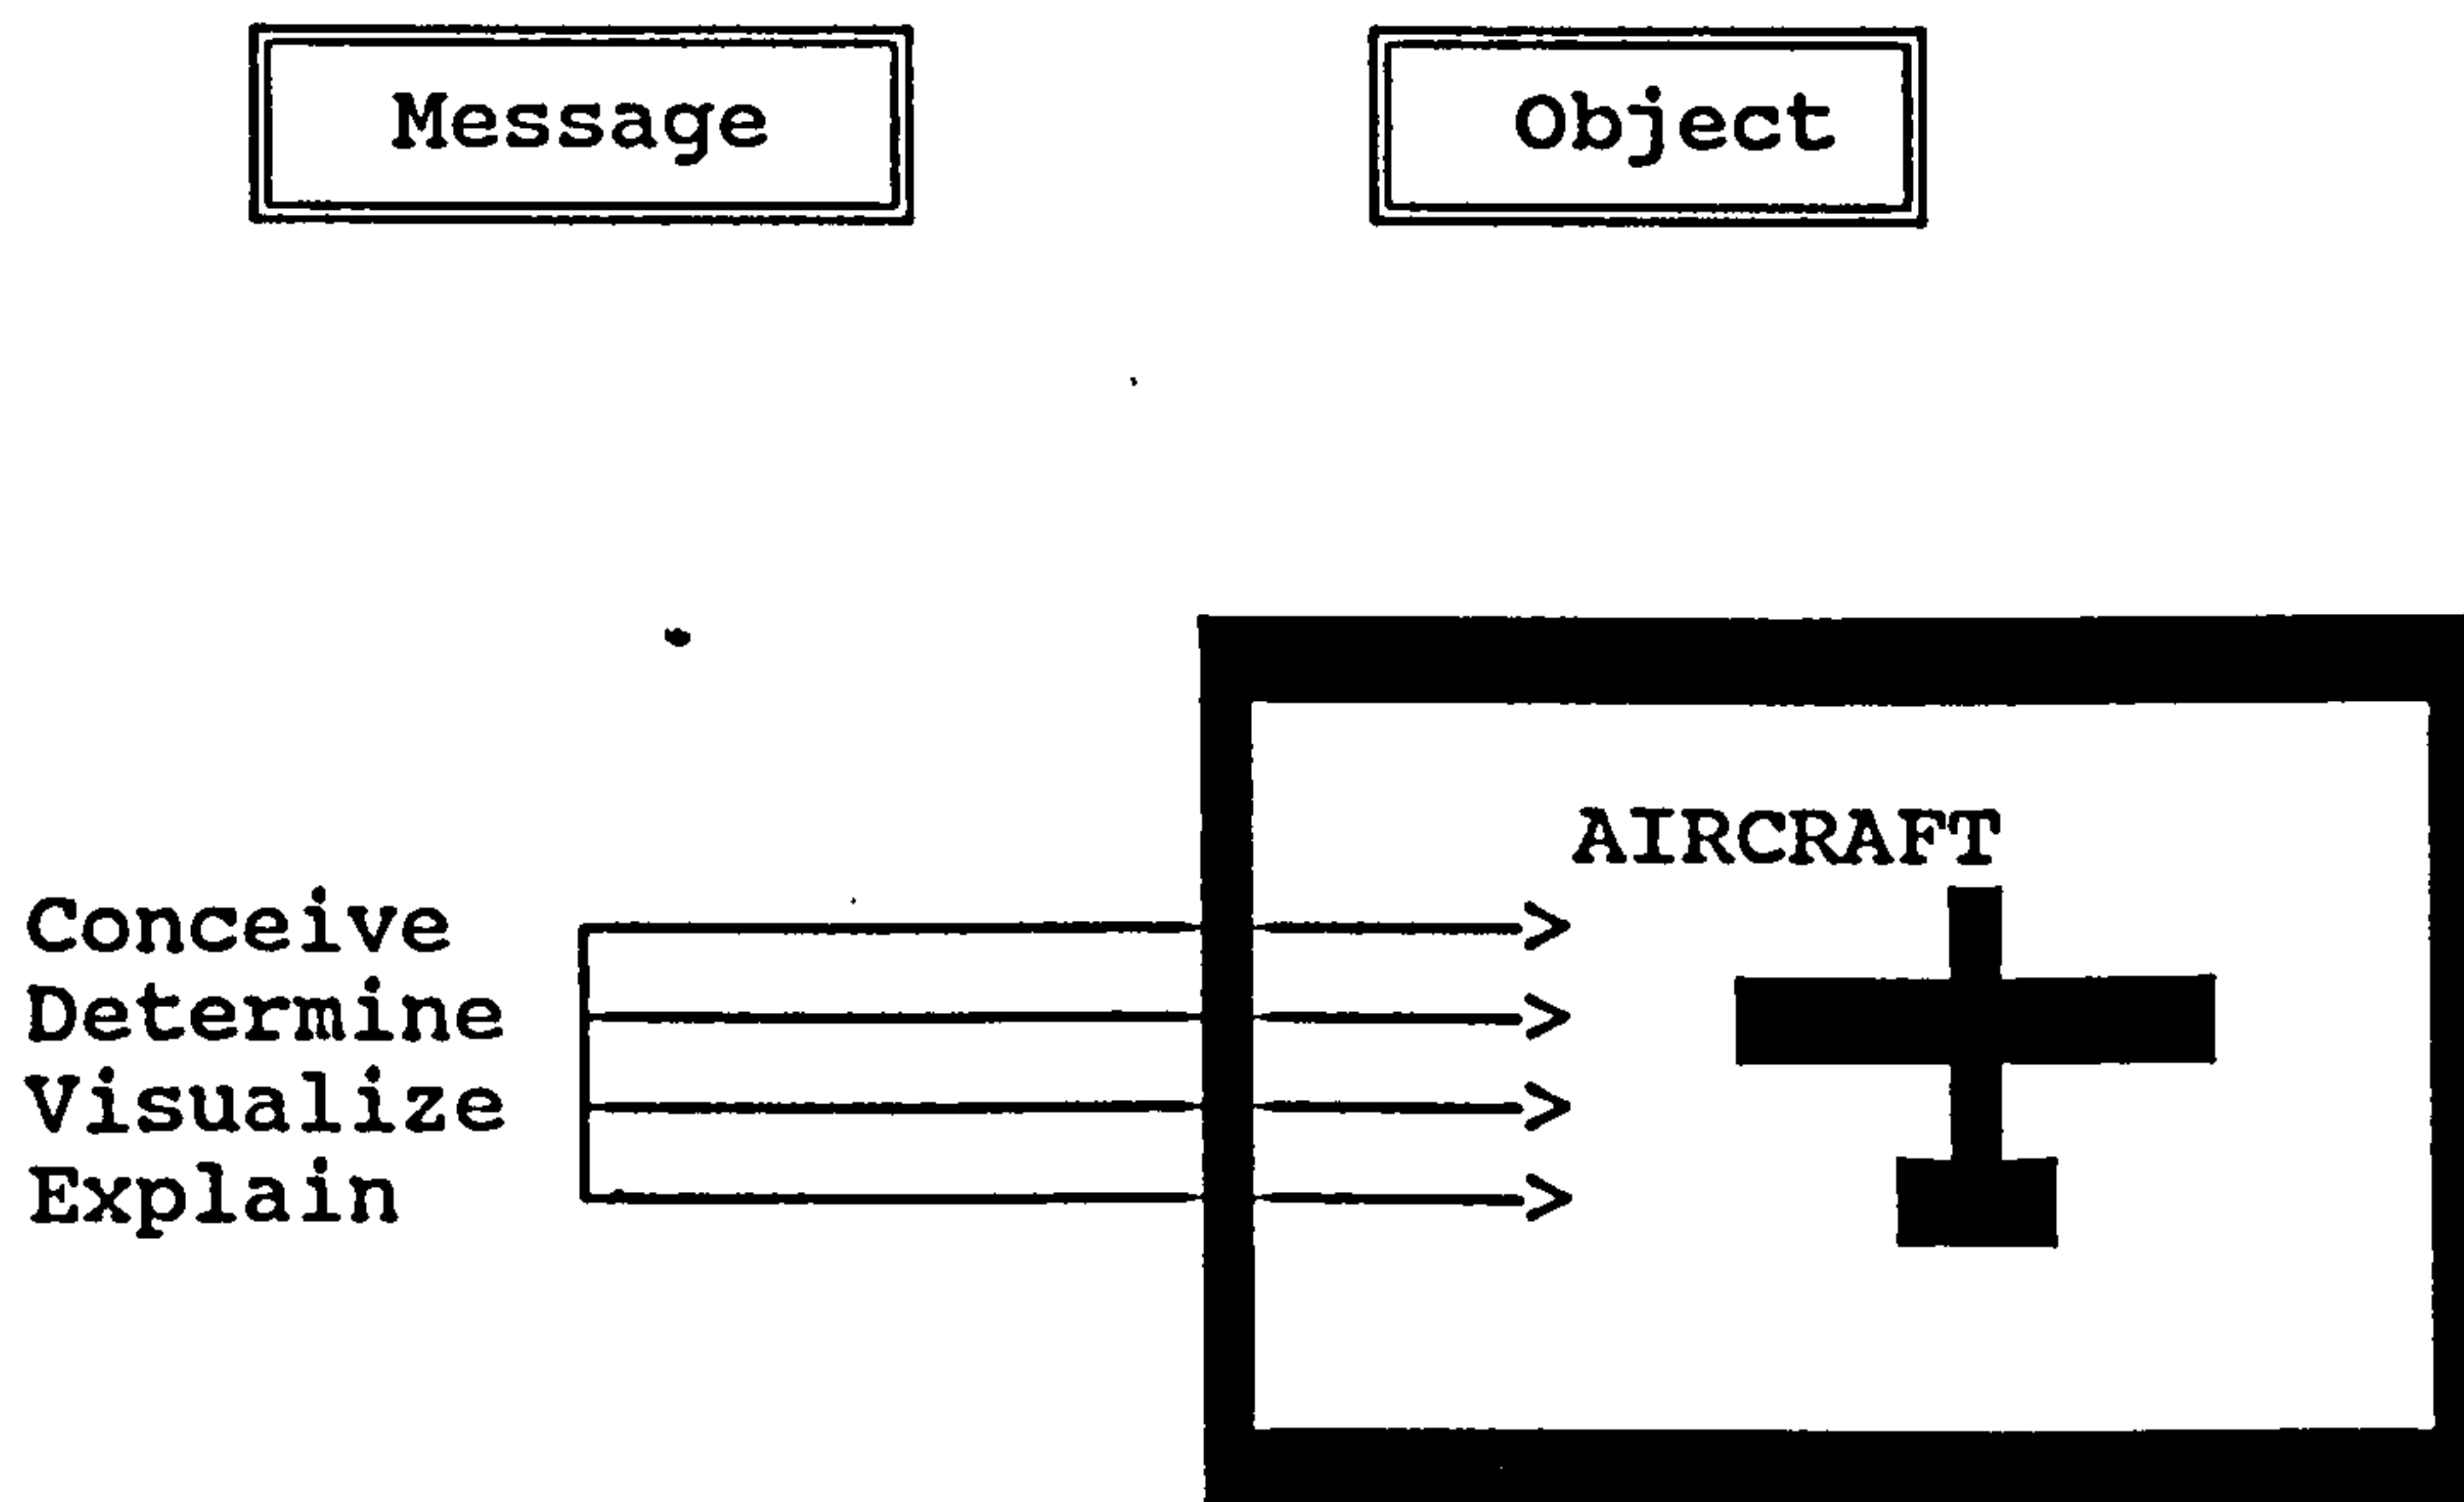 Message Object
AIRCRAFT
Conceive
Determine
Visualize
Explain